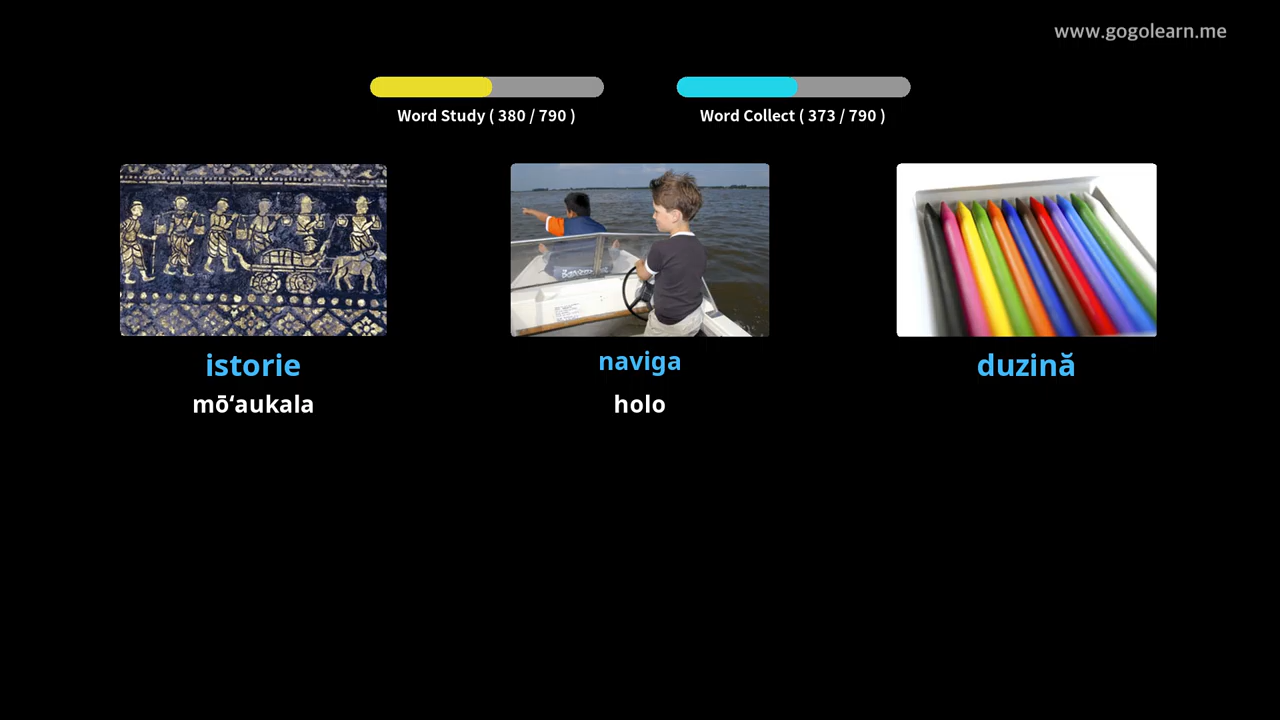 www.gogolearn.me
Word Study ( 380 / 790 )
Word Collect ( 373 / 790 )
istorie
naviga
duzină
mōʻaukala
holo